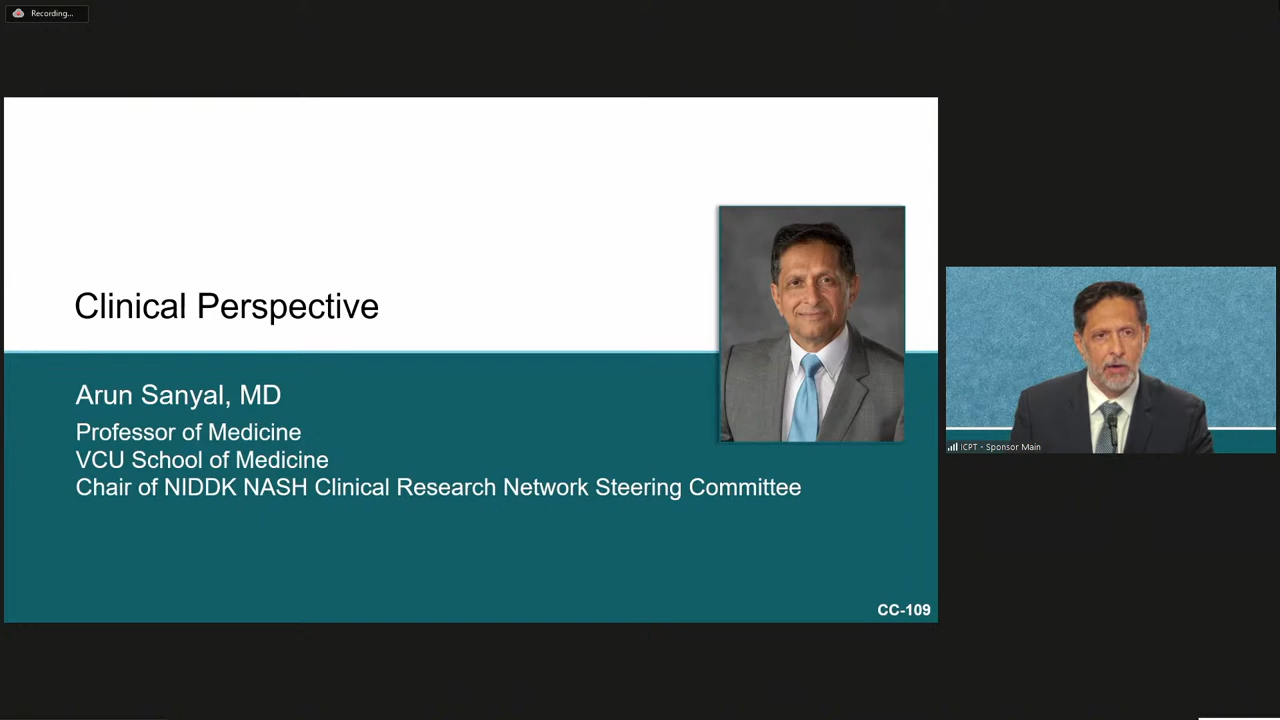 Recording...
Clinical Perspective
Arun Sanyal, MD
Professor of Medicine
VCU School of Medicine
Chair of NIDDK NASH Clinical Research Network Steering Committee
CC-109
ICPT - Sponsor Main